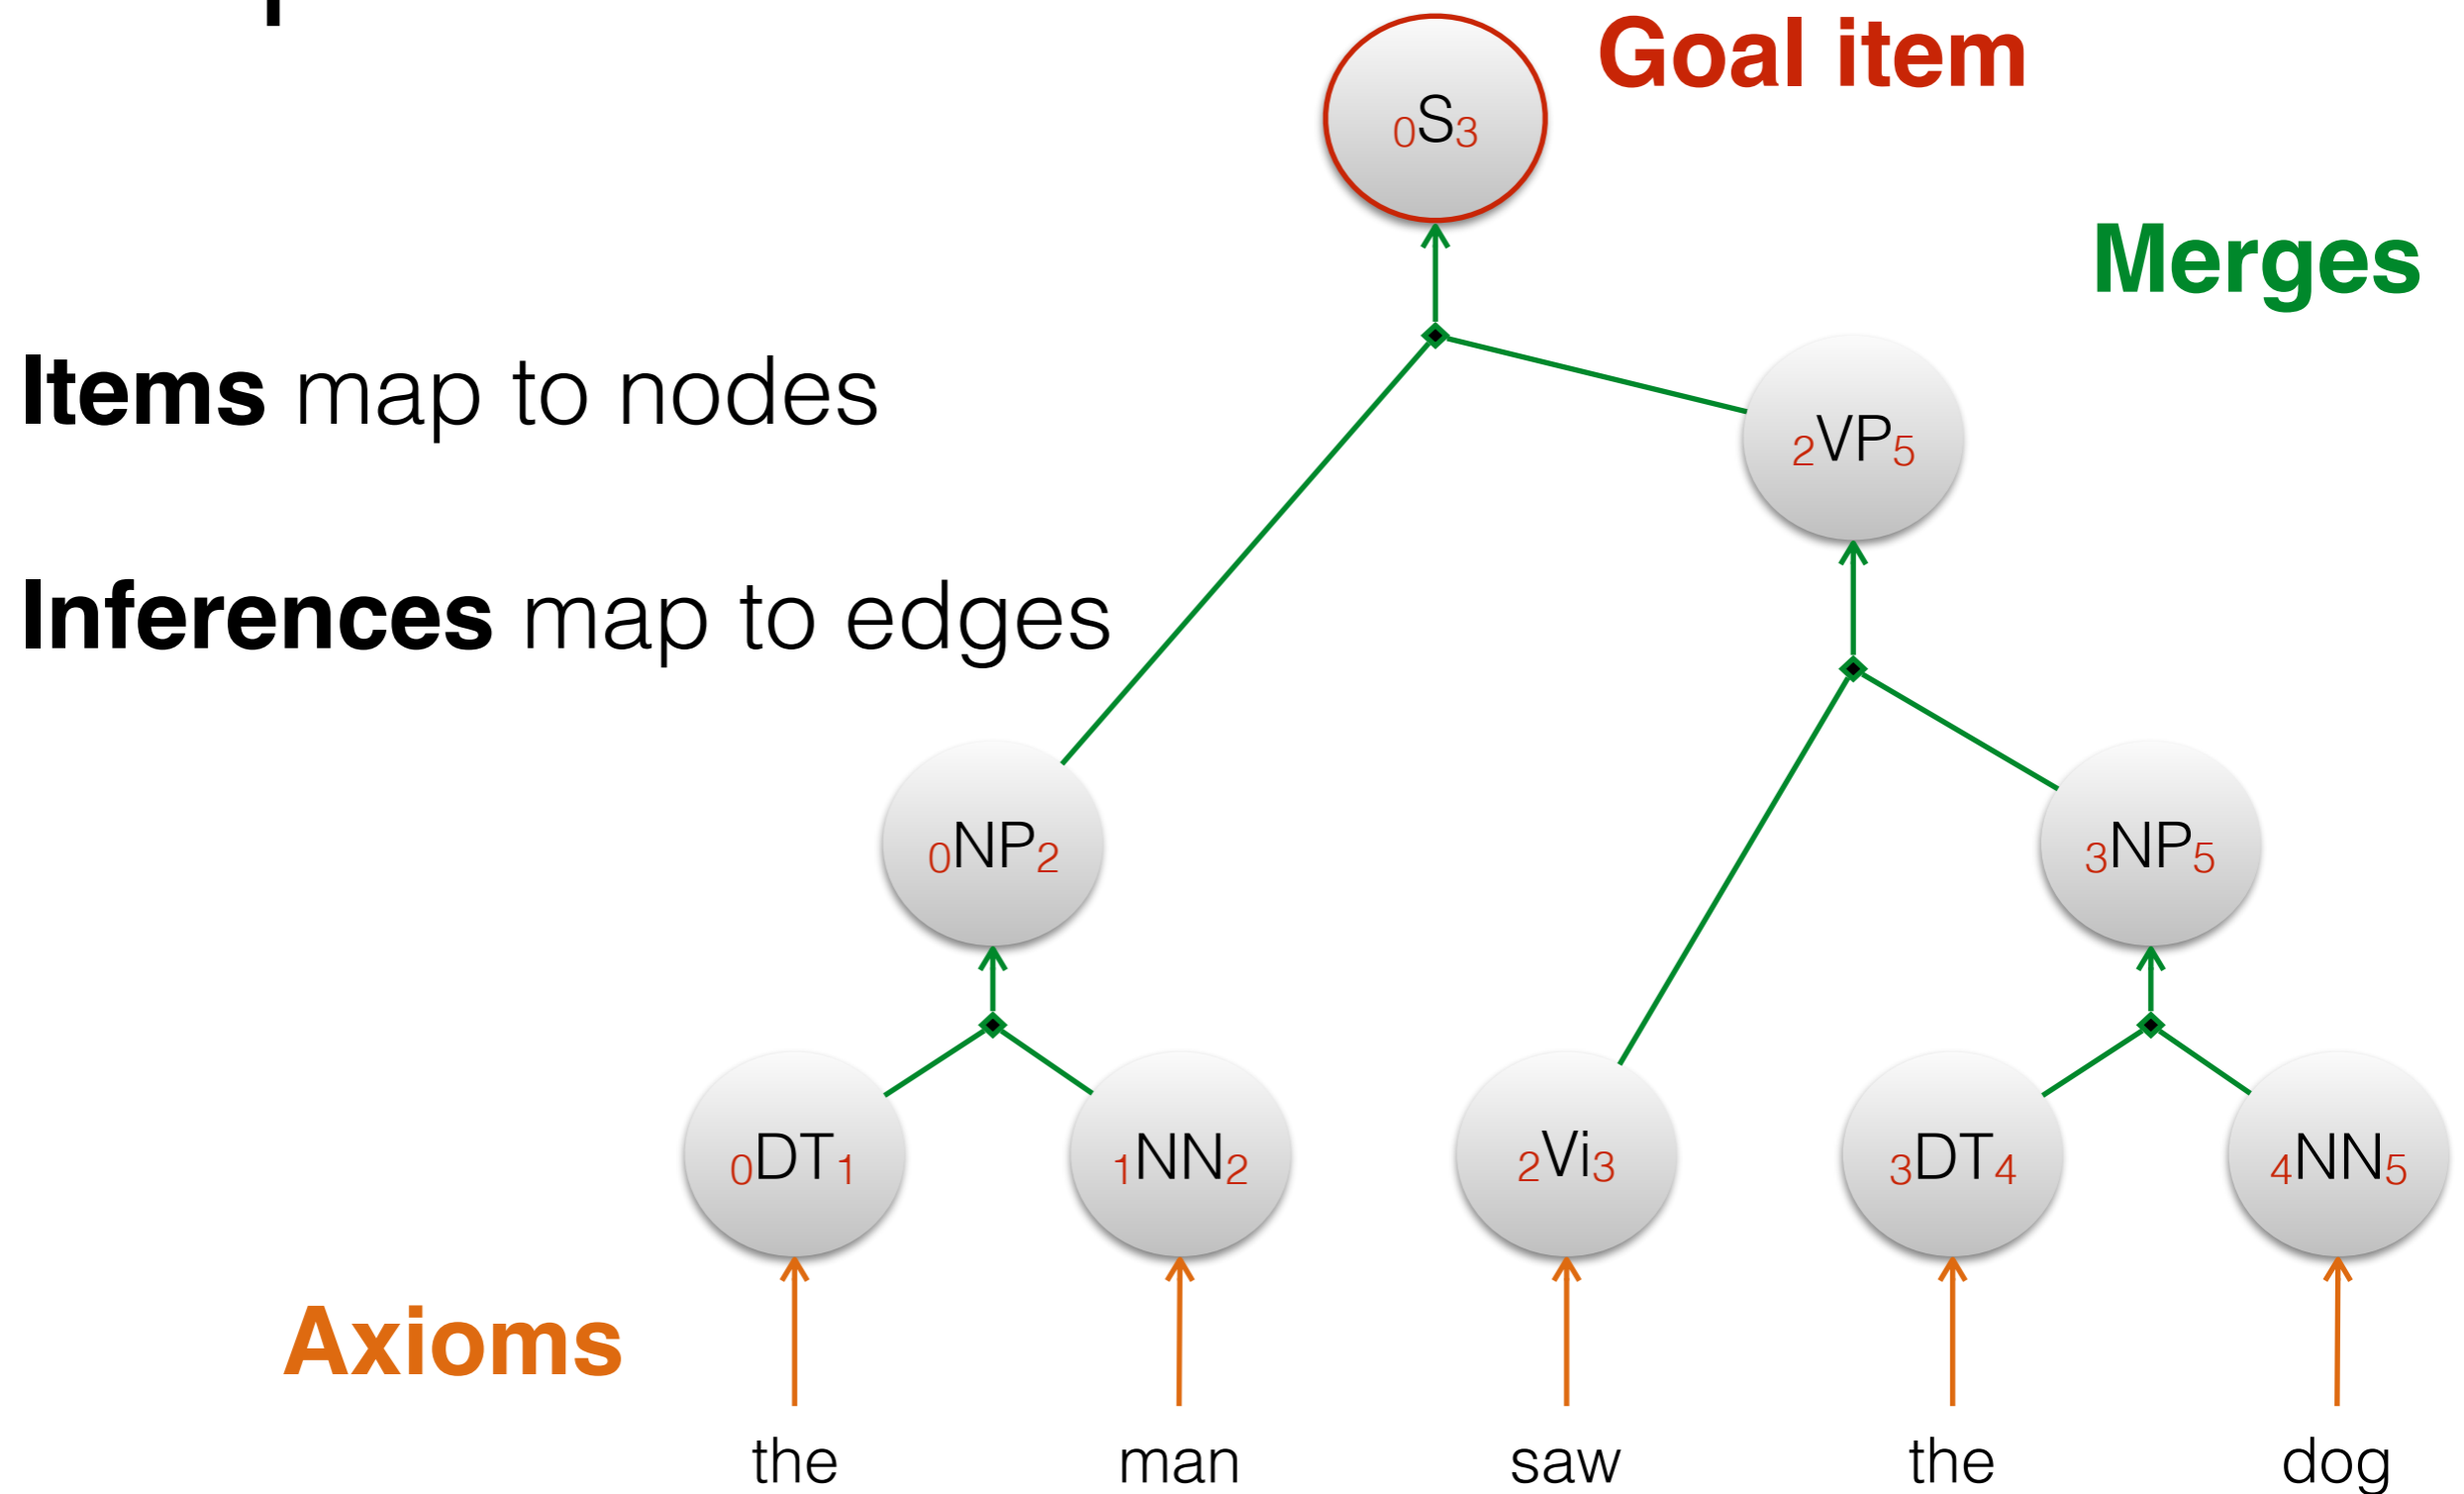 Goal item
0S3
Merges
Items map to nodes
2VP5
Inferences map to edges
0NP2
3NP5
0DT1 1NN2 2Vi3 3DT4 4NN5
Axioms
the man saw the dog